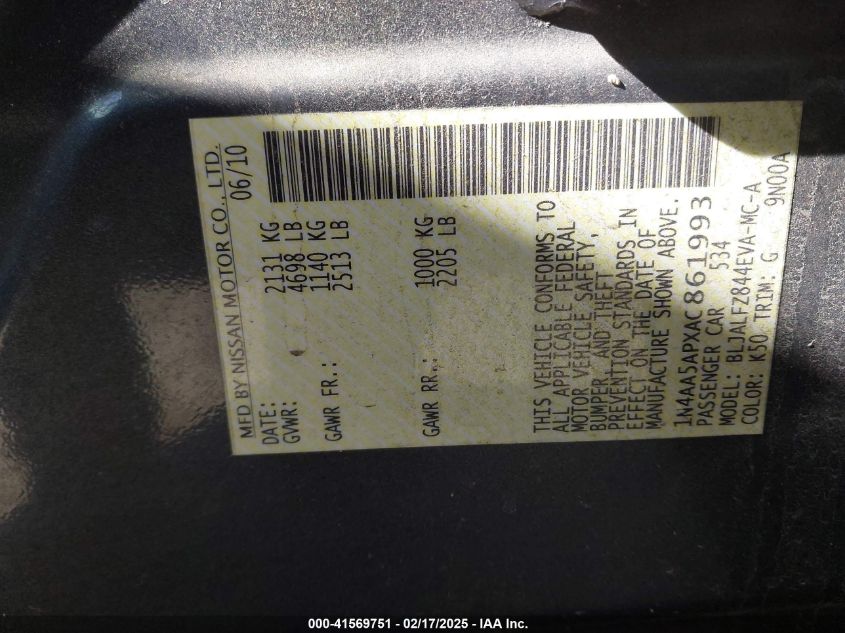 MFD BY NISSAN MOTOR CO., LTD.
DATE: 06/10
GVWR: 2131 KG
4698 LB
GAWR FR.: 1140 KG
2513 LB
GAWR RR.: 1000 KG
2205 LB
THIS VEHICLE CONFORMS TO
ALL APPLICABLE FEDERAL
MOTOR VEHICLE SAFETY,
BUMPER AND THEFT
PREVENTION STANDARDS IN
EFFECT ON THE DATE OF
MANUFACTURE SHOWN ABOVE.
1N4AA5APXAC861993
PASSENGER CAR 534
MODEL: BLJALFZ844EVA-MC-A
COLOR: K50 TRIM: G 9N00A
000-41569751 — 02/17/2025 - IAA Inc.